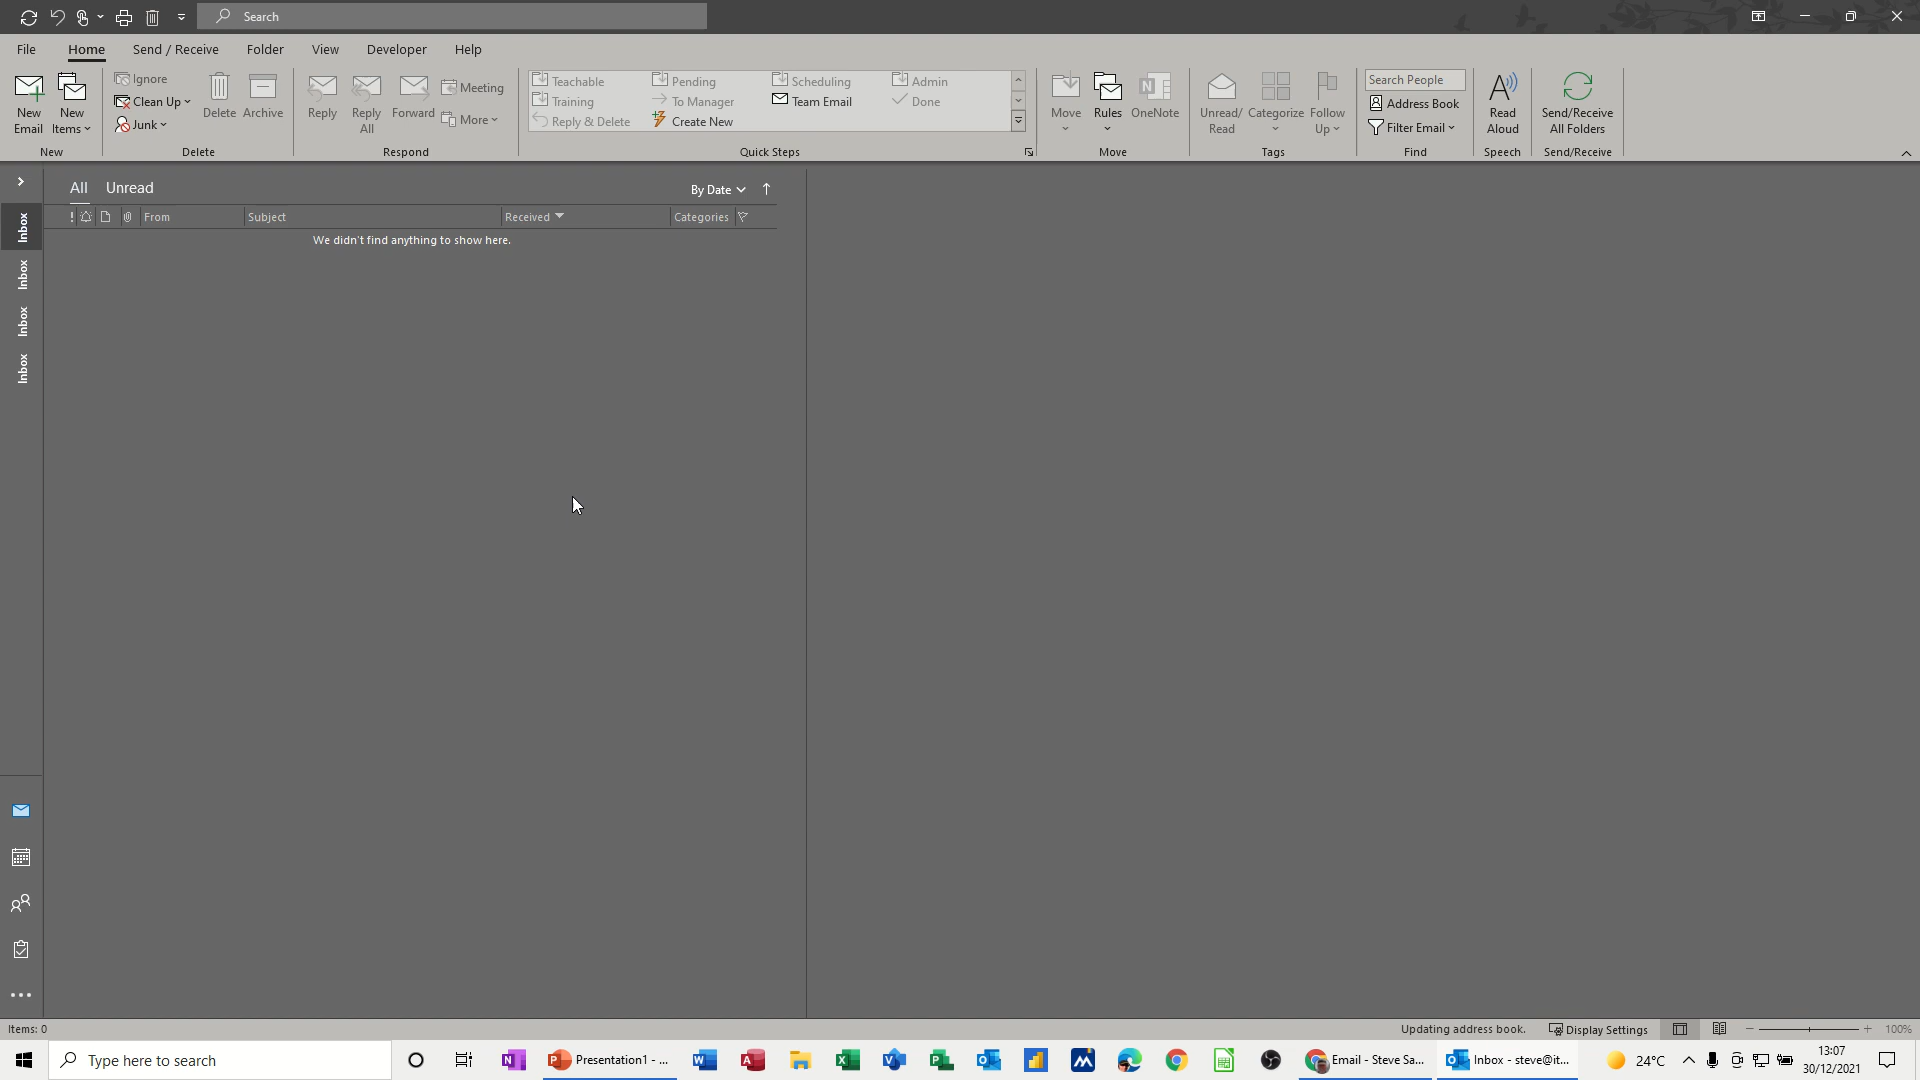 Search
File Home Send / Receive Folder View Developer Help
New Email
New Items
New
Ignore
Clean Up
Junk
Delete
Archive
Delete
Reply
Reply All
Forward
Meeting
More
Respond
Teachable Pending Scheduling Admin
Training To Manager Team Email Done
Reply & Delete Create New
Quick Steps
Move
Rules
OneNote
Move
Unread/ Read
Categorize
Follow Up
Tags
Search People
Address Book
Filter Email
Find
Read Aloud
Speech
Send/Receive All Folders
Send/Receive
All Unread
By Date
! From Subject Received Categories
We didn't find anything to show here.
Inbox
Inbox
Inbox
Inbox
Items: 0
Updating address book. Display Settings 100%
Type here to search
Presentation1 - ...
Email - Steve Sa...
Inbox - steve@it...
24°C
13:07
30/12/2021